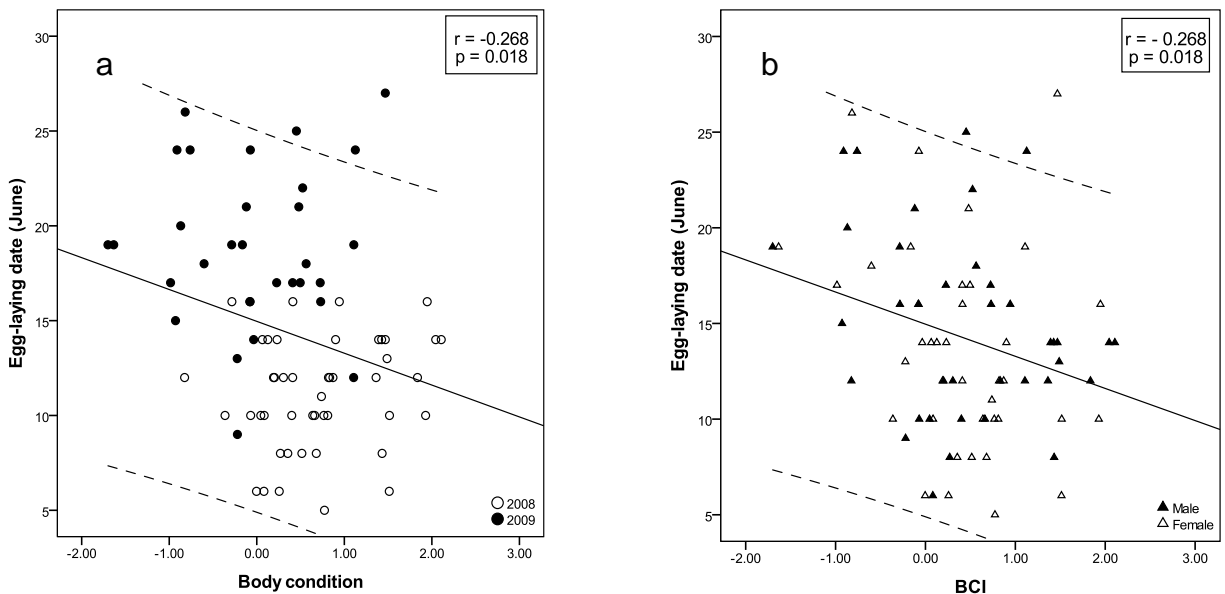 a
r = -0.268
p = 0.018
30
25
20
15
10
5
Egg-laying date (June)
2008
2009
-2.00 -1.00 0.00 1.00 2.00 3.00
Body condition
b
r = - 0.268
p = 0.018
30
25
20
15
10
5
Egg-laying date (June)
Male
Female
-2.00 -1.00 0.00 1.00 2.00 3.00
BCI